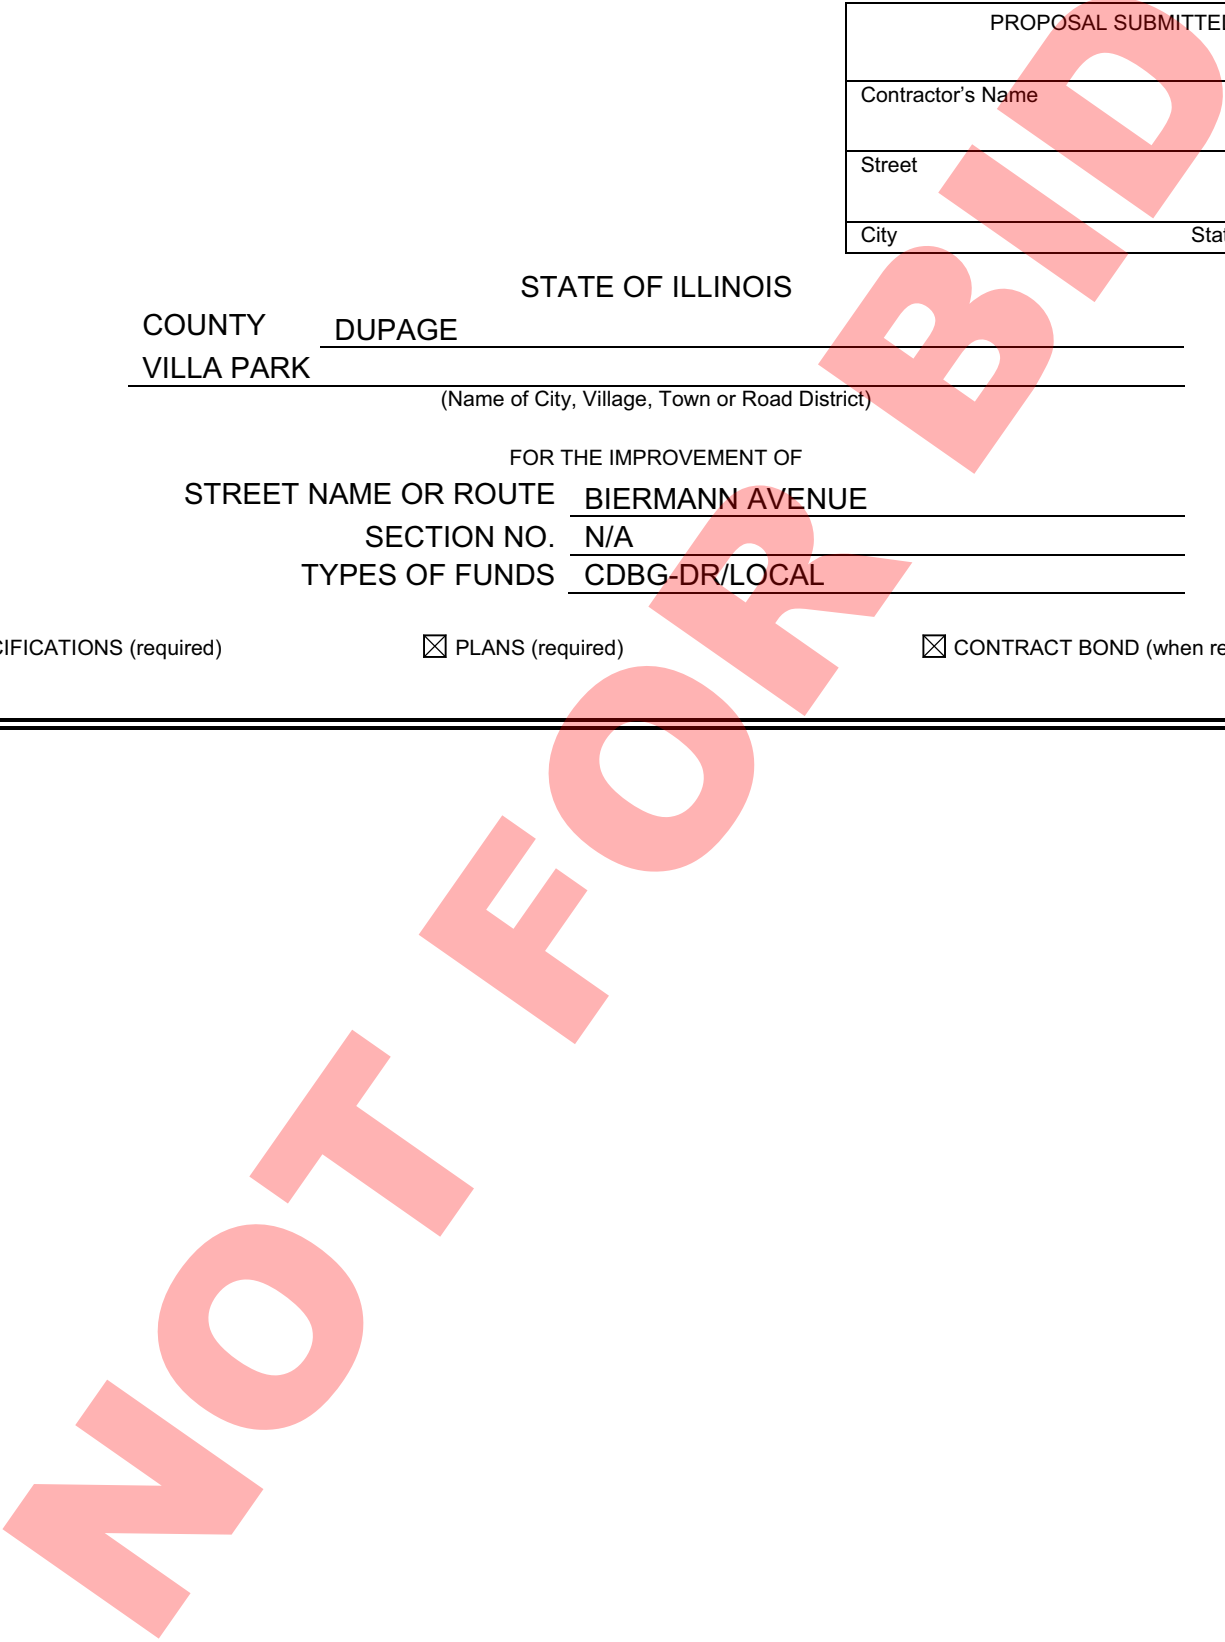 PROPOSAL SUBMITTE
Contractor's Name
Street
City Stat
STATE OF ILLINOIS
COUNTY DUPAGE
VILLA PARK
(Name of City, Village, Town or Road District)
FOR THE IMPROVEMENT OF
STREET NAME OR ROUTE BIERMANN AVENUE
SECTION NO. N/A
TYPES OF FUNDS CDBG-DR/LOCAL
CIFICATIONS (required) ☒ PLANS (required) ☒ CONTRACT BOND (when re
NOT FOR BID